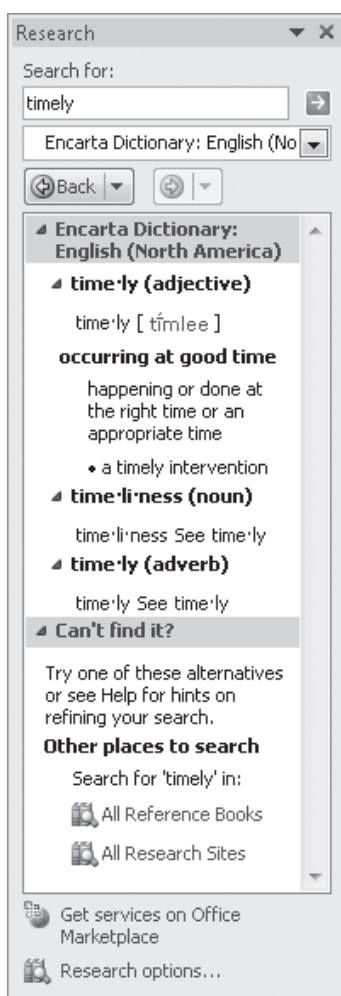 Research
Search for:
timely
Encarta Dictionary: English (No
Back
Encarta Dictionary:
English (North America)
time·ly (adjective)
time·ly [ tímlee ]
occurring at good time
happening or done at
the right time or an
appropriate time
• a timely intervention
time·li·ness (noun)
time·li·ness See time·ly
time·ly (adverb)
time·ly See time·ly
Can't find it?
Try one of these alternatives
or see Help for hints on
refining your search.
Other places to search
Search for 'timely' in:
All Reference Books
All Research Sites
Get services on Office
Marketplace
Research options...